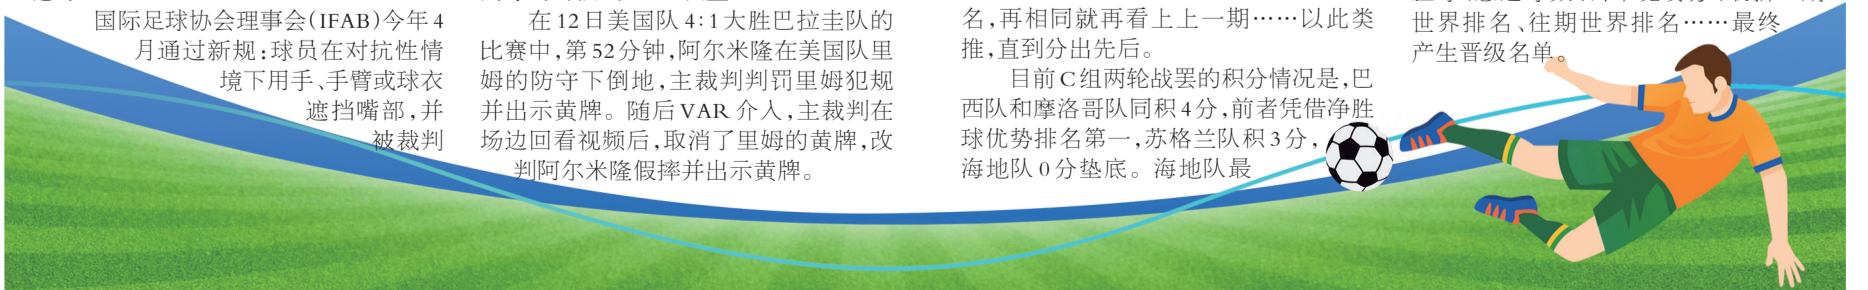 国际足球协会理事会(IFAB)今年4
月通过新规:球员在对抗性情
境下用手、手臂或球衣
遮挡嘴部,并
被裁判
在12日美国队4:1大胜巴拉圭队的
比赛中,第52分钟,阿尔米隆在美国队里
姆的防守下倒地,主裁判判罚里姆犯规
并出示黄牌。随后VAR介入,主裁判在
场边回看视频后,取消了里姆的黄牌,改
判阿尔米隆假摔并出示黄牌。
名,再相同就再看上上一期……以此类
推,直到分出先后。
目前C组两轮战罢的积分情况是,巴
西队和摩洛哥队同积4分,前者凭借净胜
球优势排名第一,苏格兰队积3分,
海地队0分垫底。海地队最
世界排名、往期世界排名……最终
产生晋级名单。